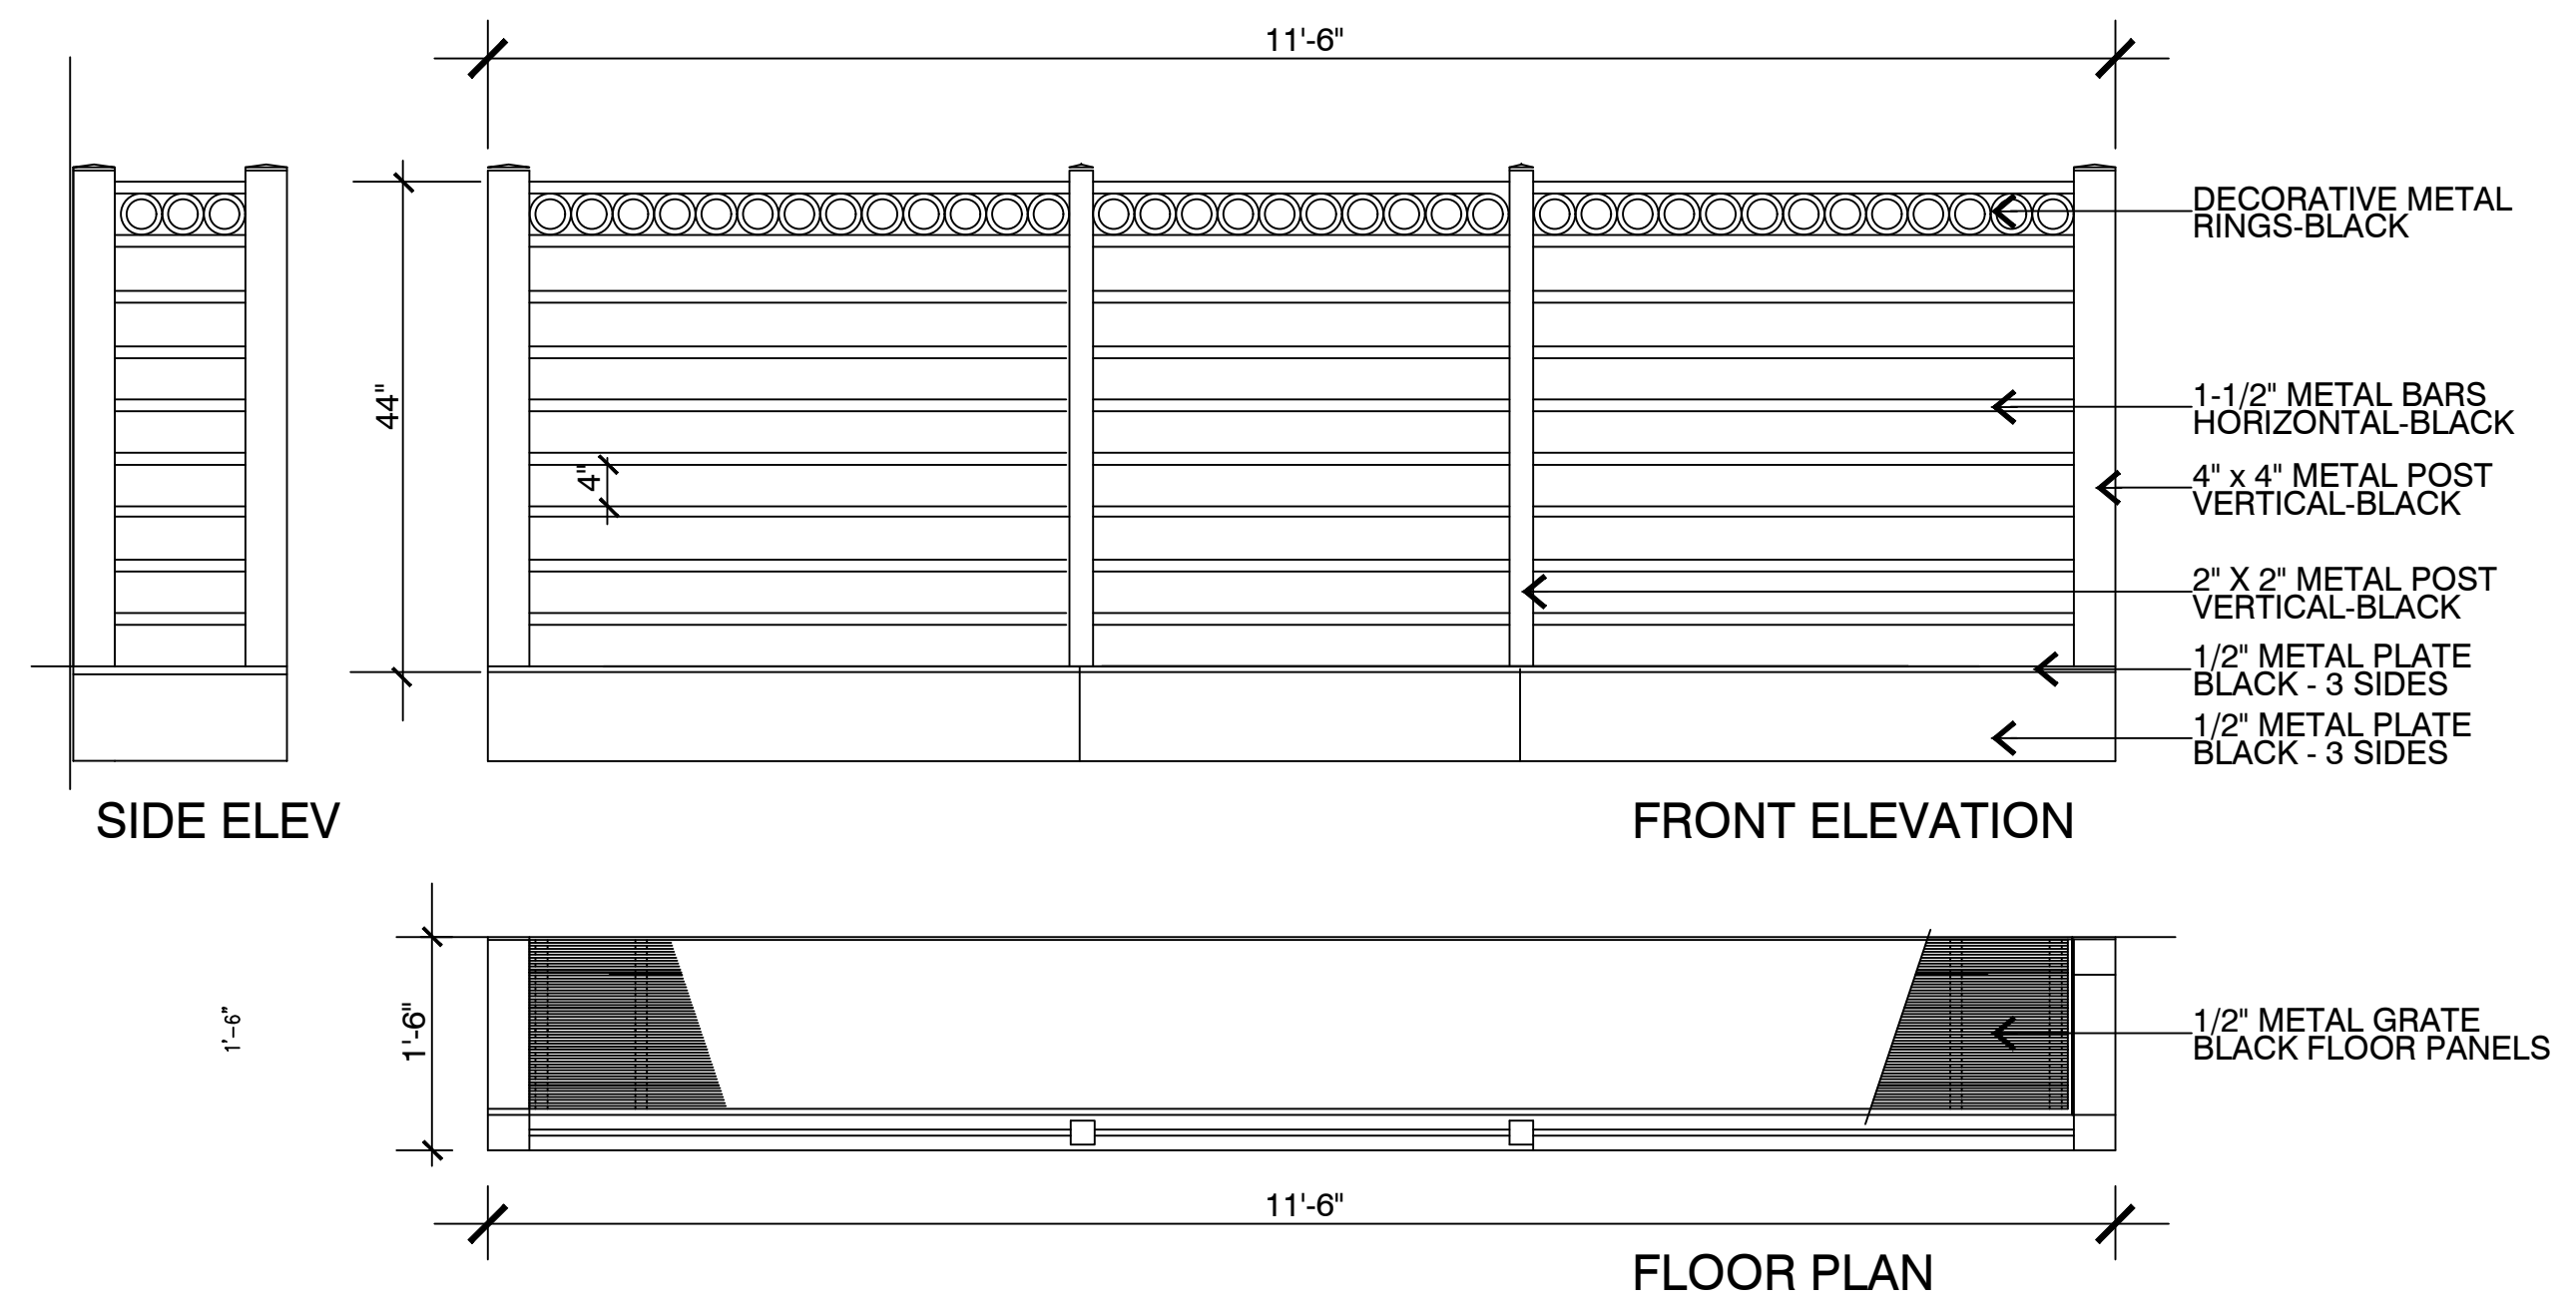 11'-6"
DECORATIVE METAL
RINGS-BLACK
44"
1-1/2" METAL BARS
HORIZONTAL-BLACK
4"
4" x 4" METAL POST
VERTICAL-BLACK
2" X 2" METAL POST
VERTICAL-BLACK
1/2" METAL PLATE
BLACK - 3 SIDES
1/2" METAL PLATE
BLACK - 3 SIDES
SIDE ELEV
FRONT ELEVATION
1'-6"
1'-6"
1/2" METAL GRATE
BLACK FLOOR PANELS
11'-6"
FLOOR PLAN